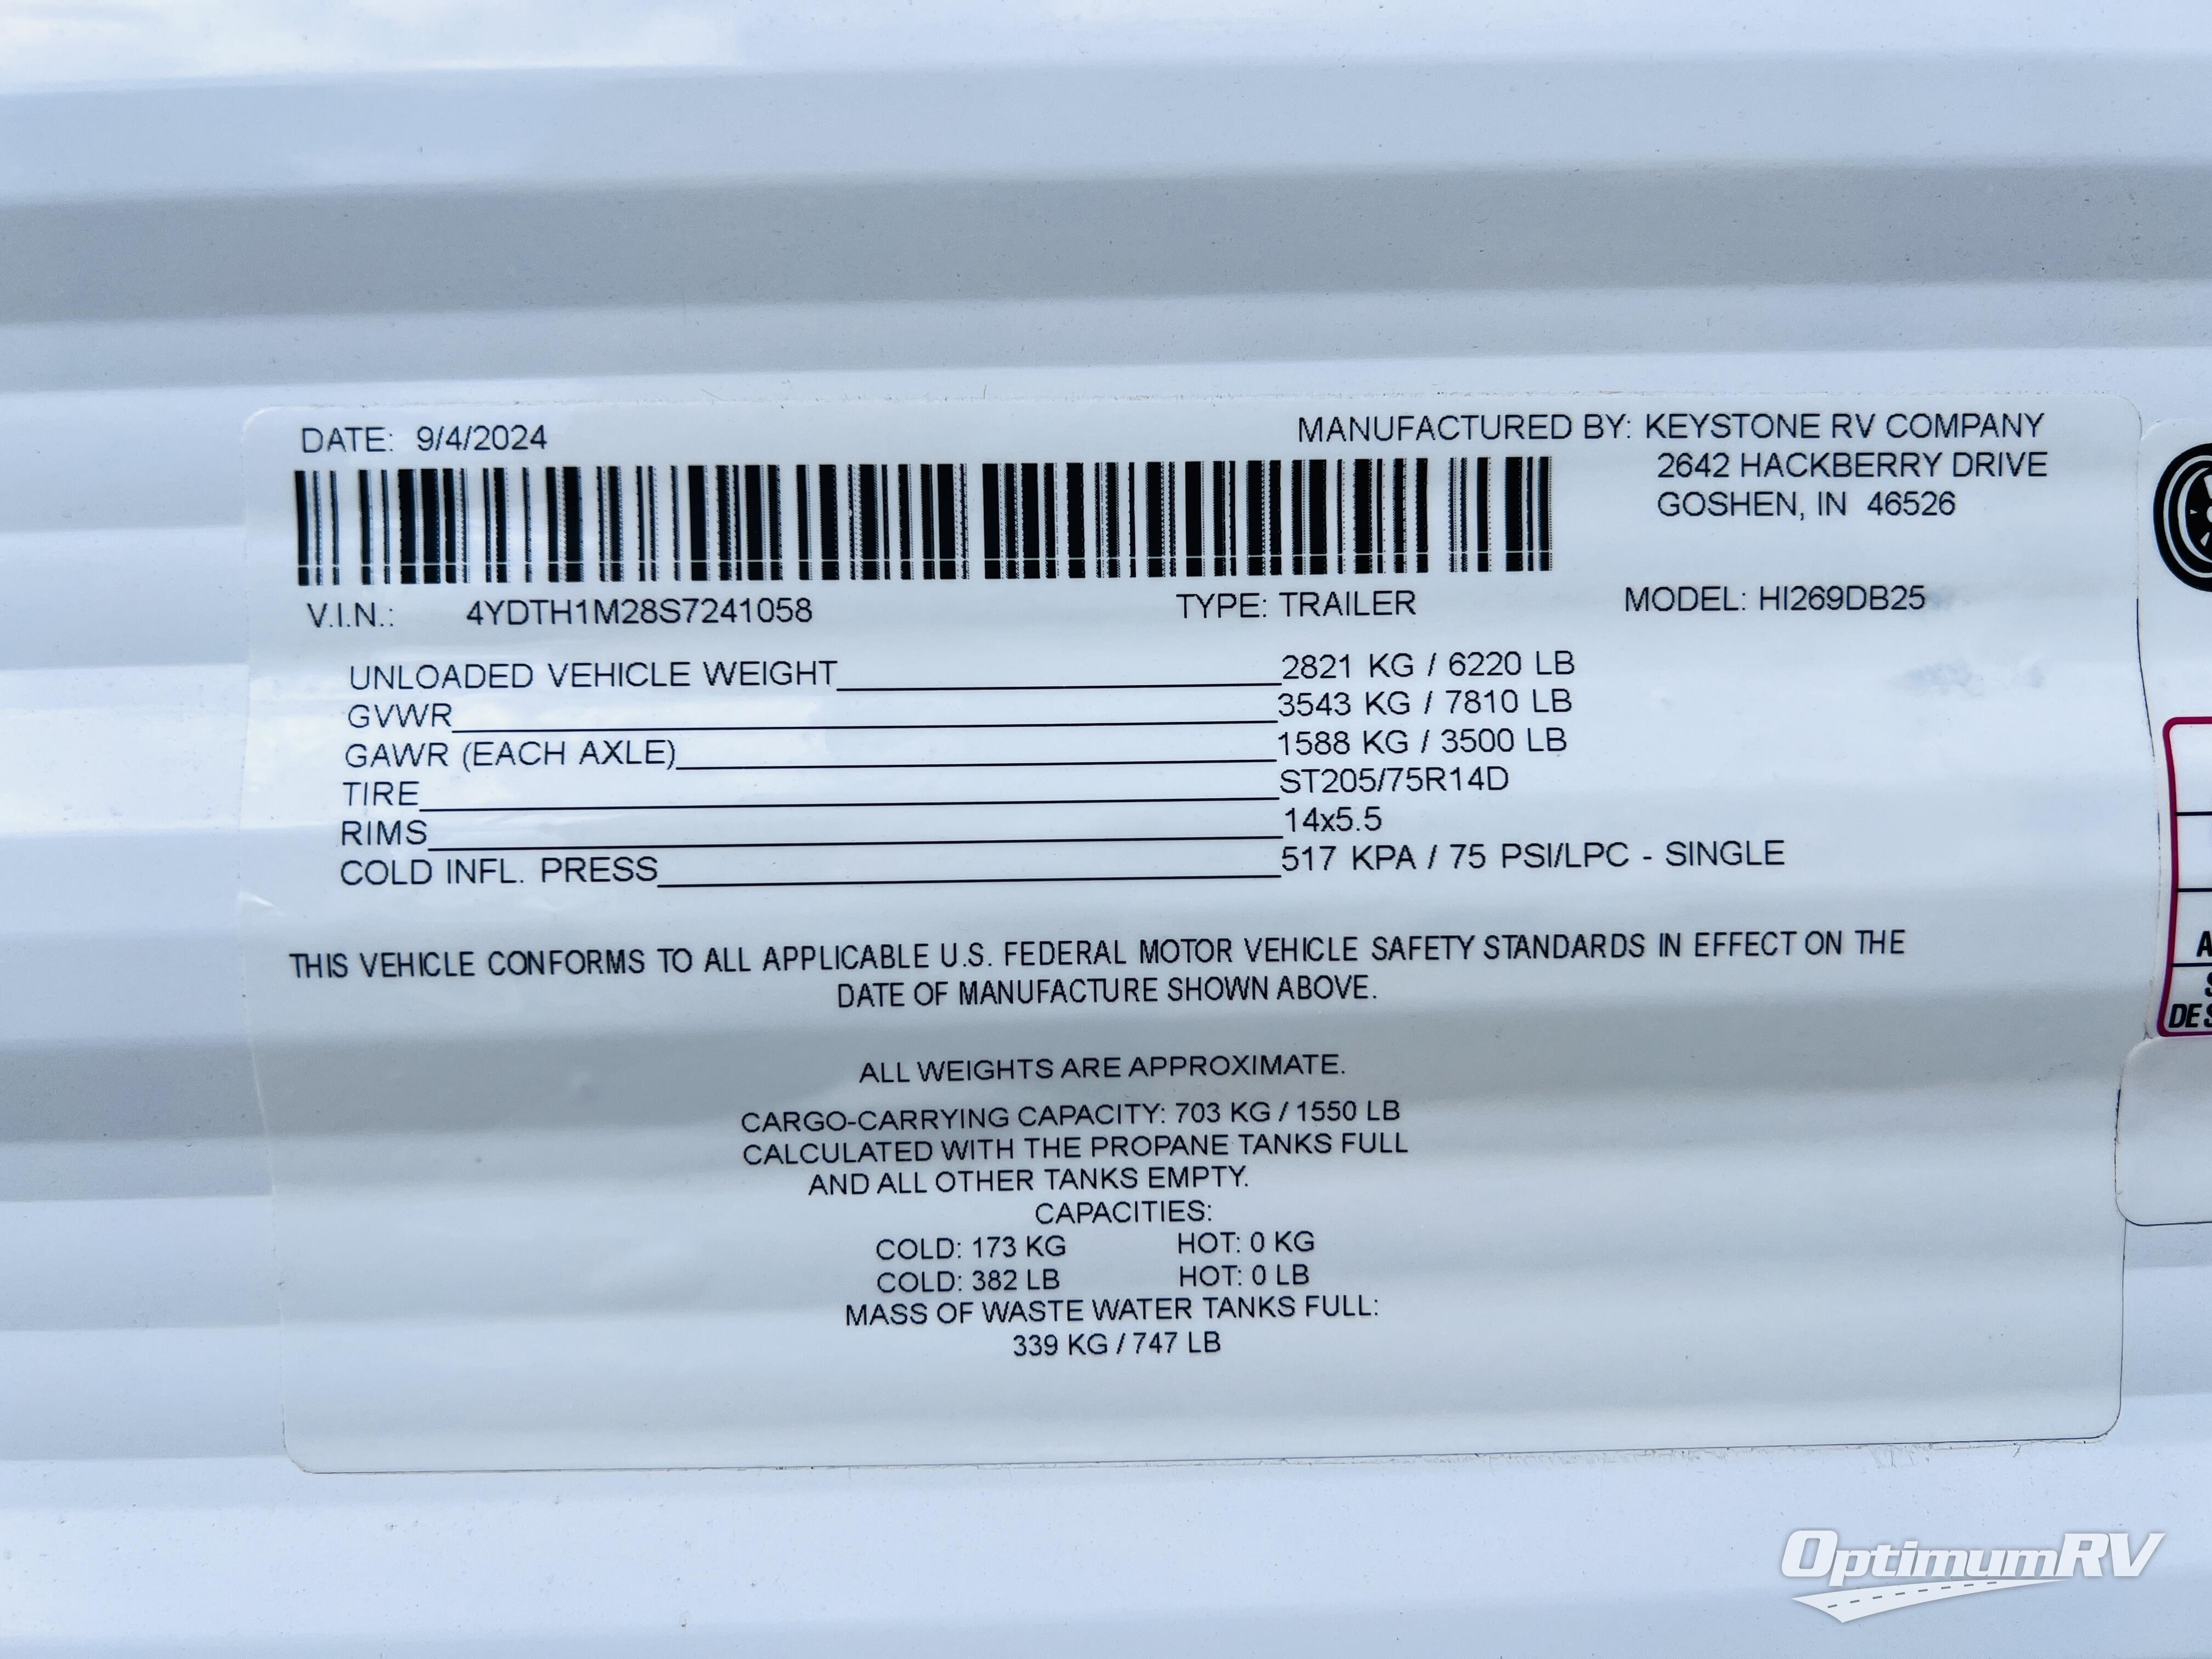 DATE: 9/4/2024
MANUFACTURED BY: KEYSTONE RV COMPANY
2642 HACKBERRY DRIVE
GOSHEN, IN 46526
V.I.N.: 4YDTH1M28S7241058 TYPE: TRAILER MODEL: HI269DB25
UNLOADED VEHICLE WEIGHT 2821 KG / 6220 LB
GVWR 3543 KG / 7810 LB
GAWR (EACH AXLE) 1588 KG / 3500 LB
TIRE ST205/75R14D
RIMS 14x5.5
COLD INFL. PRESS 517 KPA / 75 PSI/LPC - SINGLE
THIS VEHICLE CONFORMS TO ALL APPLICABLE U.S. FEDERAL MOTOR VEHICLE SAFETY STANDARDS IN EFFECT ON THE
DATE OF MANUFACTURE SHOWN ABOVE.
ALL WEIGHTS ARE APPROXIMATE.
CARGO-CARRYING CAPACITY: 703 KG / 1550 LB
CALCULATED WITH THE PROPANE TANKS FULL
AND ALL OTHER TANKS EMPTY.
CAPACITIES:
COLD: 173 KG HOT: 0 KG
COLD: 382 LB HOT: 0 LB
MASS OF WASTE WATER TANKS FULL:
339 KG / 747 LB
OptimumRV